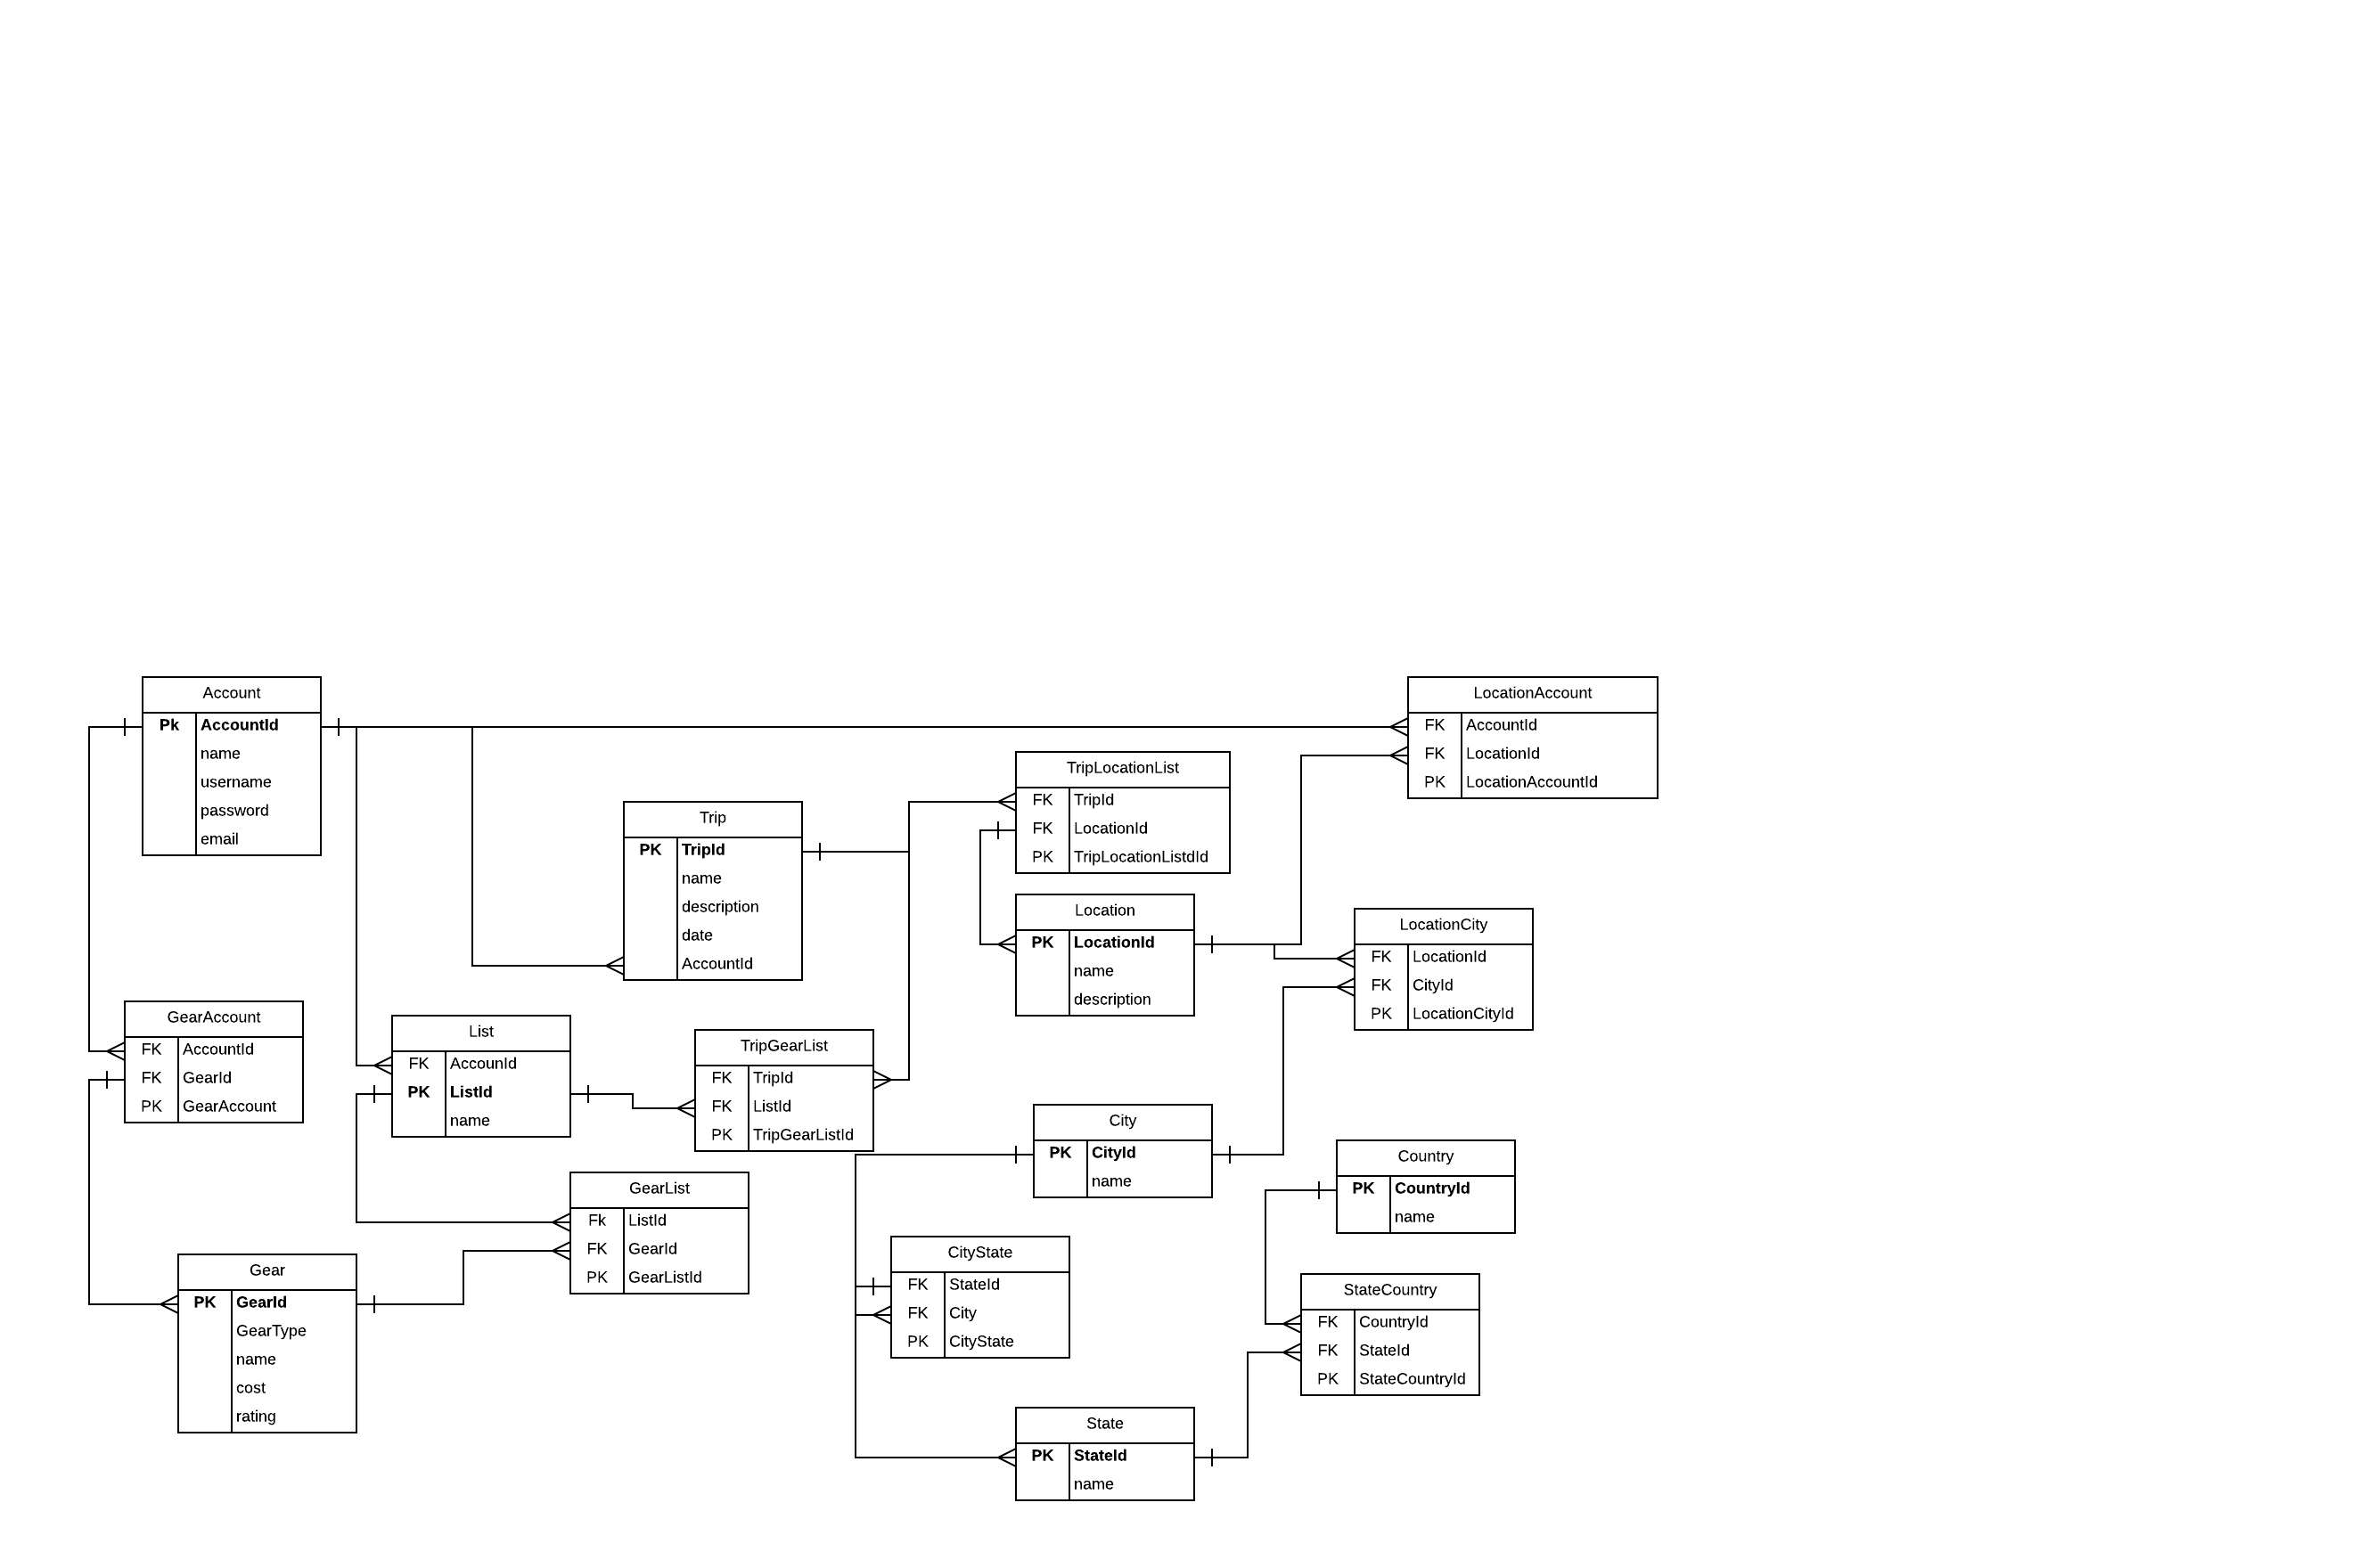 Account
Pk AccountId
name
username
password
email
LocationAccount
FK AccountId
FK LocationId
PK LocationAccountId
TripLocationList
FK TripId
FK LocationId
PK TripLocationListdId
Trip
PK TripId
name
description
date
AccountId
Location
PK LocationId
name
description
LocationCity
FK LocationId
FK CityId
PK LocationCityId
GearAccount
FK AccountId
FK GearId
PK GearAccount
List
FK AccounId
PK ListId
name
TripGearList
FK TripId
FK ListId
PK TripGearListId
City
PK CityId
name
Country
PK CountryId
name
GearList
Fk ListId
FK GearId
PK GearListId
CityState
FK StateId
FK City
PK CityState
Gear
PK GearId
GearType
name
cost
rating
StateCountry
FK CountryId
FK StateId
PK StateCountryId
State
PK StateId
name